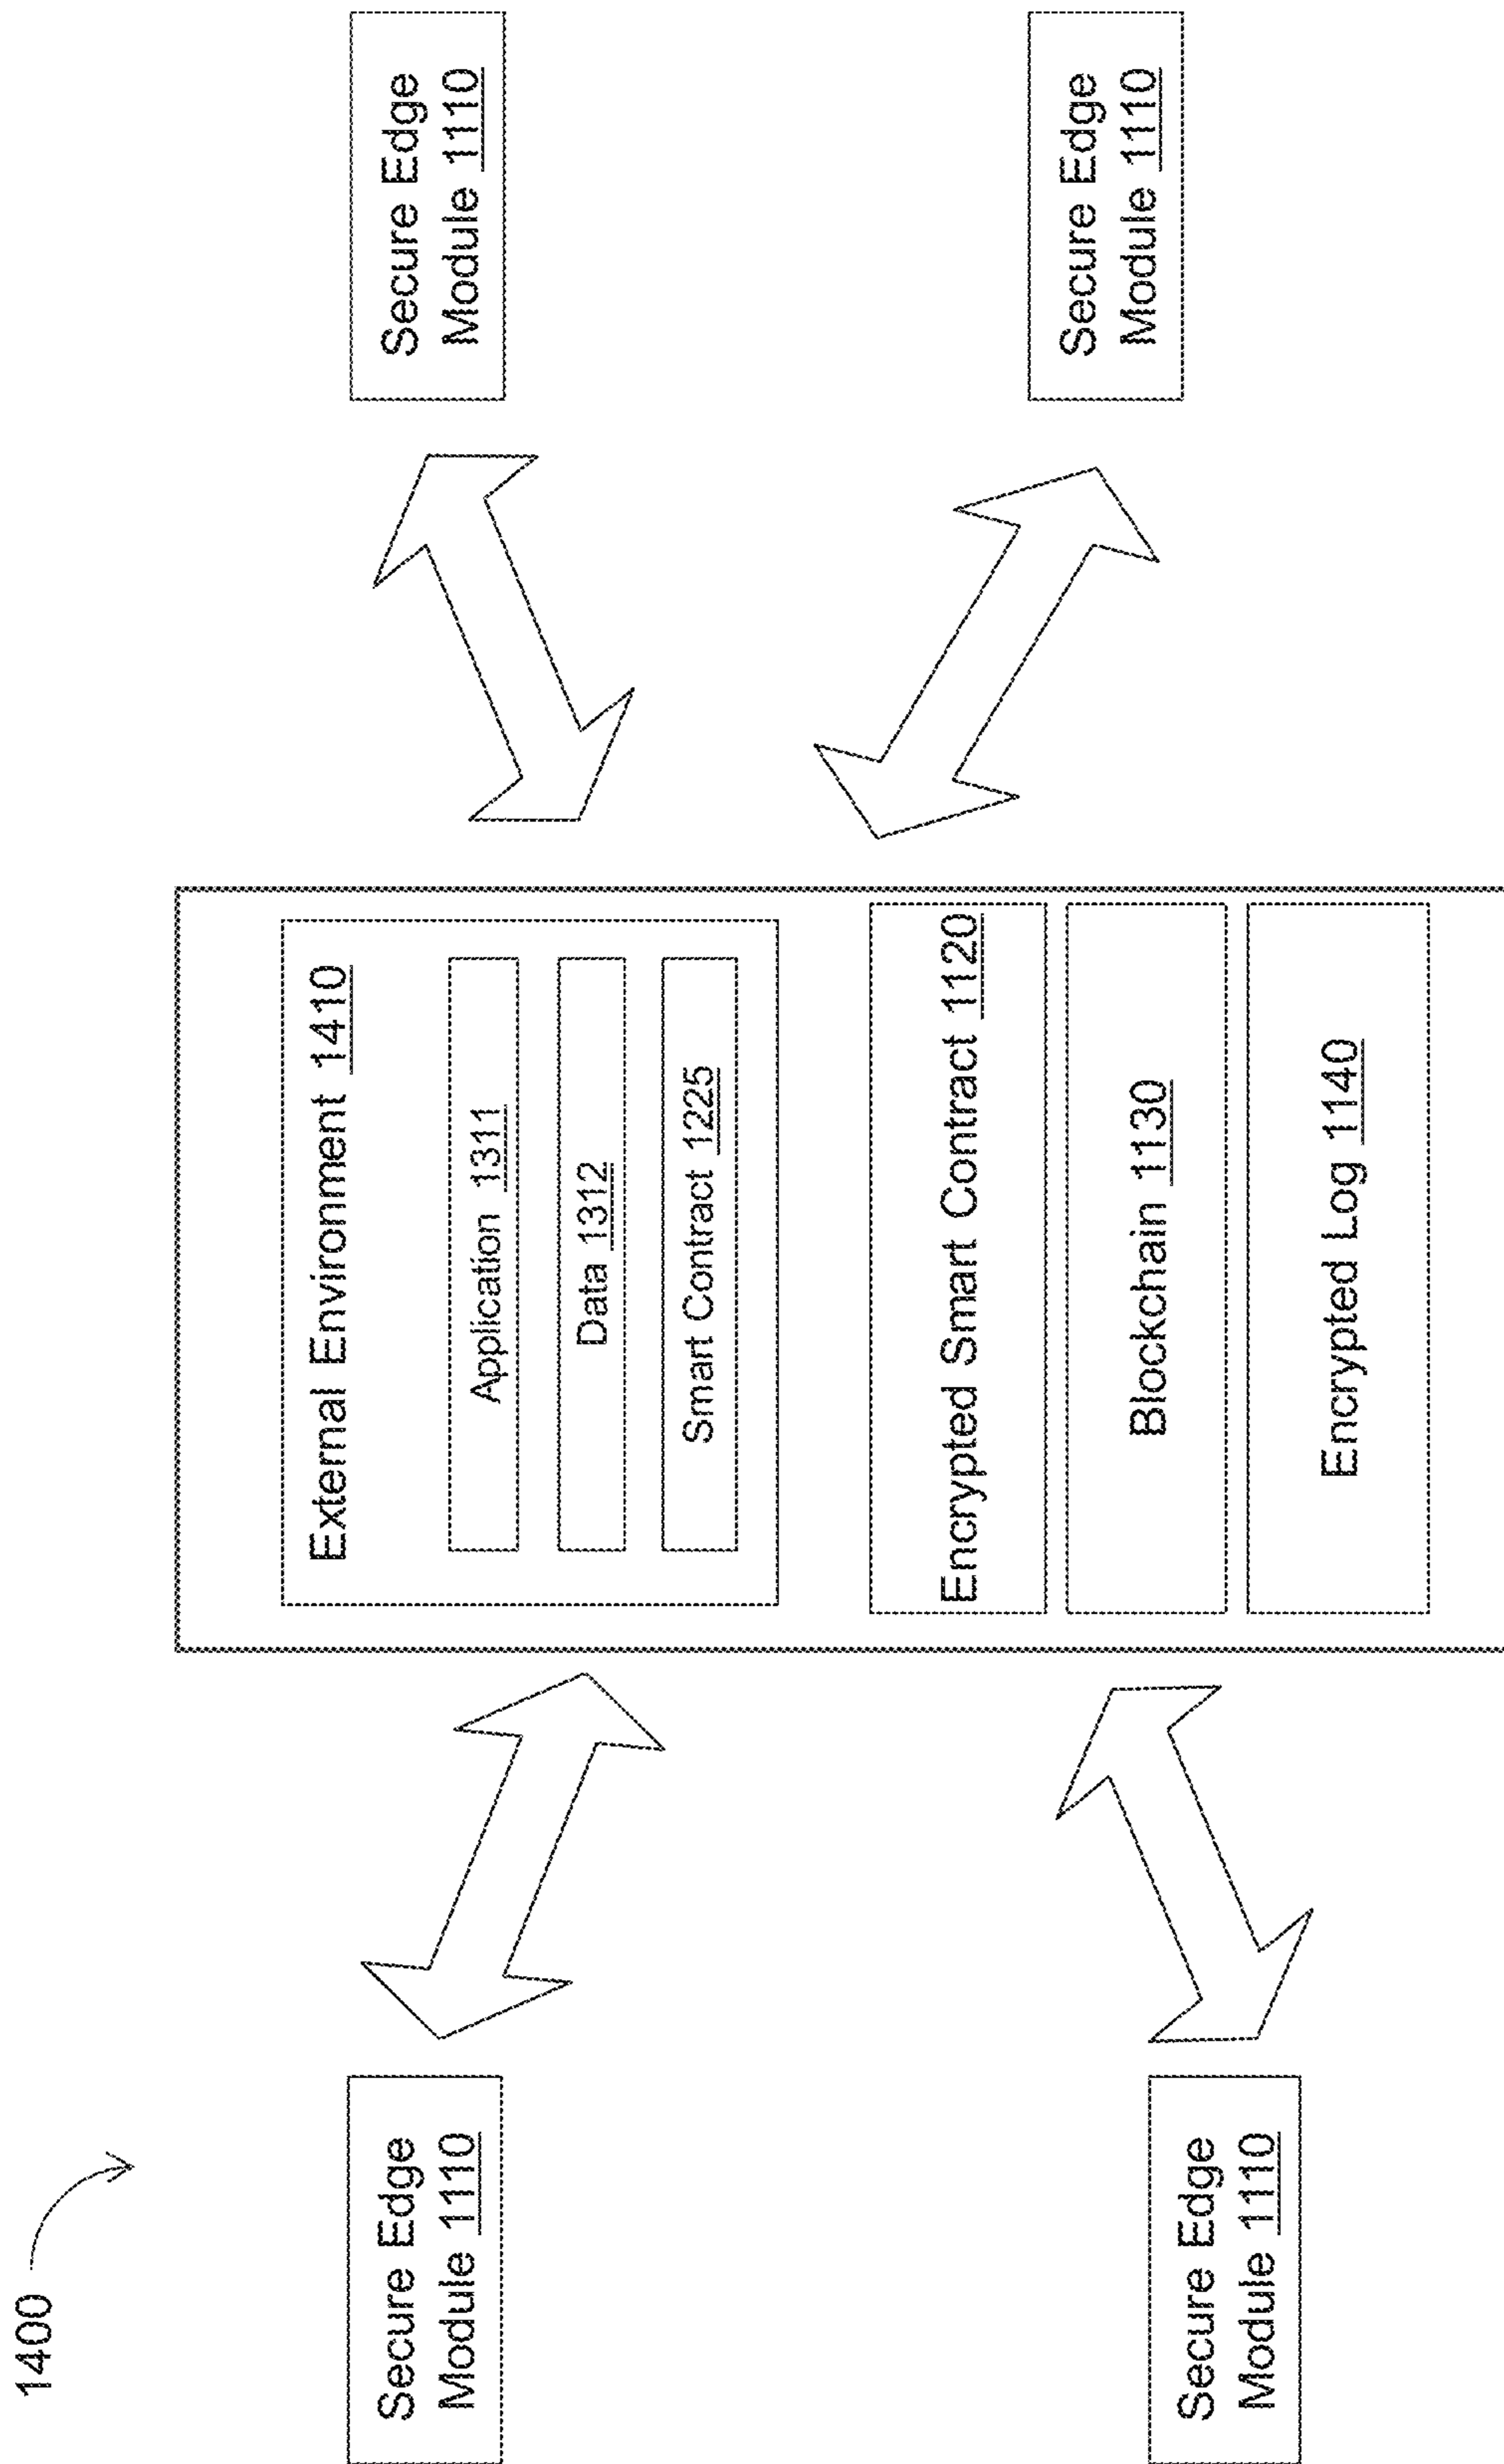 1400
Secure Edge
Module 1110
Secure Edge
Module 1110
External Environment 1410
Application 1311
Data 1312
Smart Contract 1225
Encrypted Smart Contract 1120
Blockchain 1130
Encrypted Log 1140
Secure Edge
Module 1110
Secure Edge
Module 1110